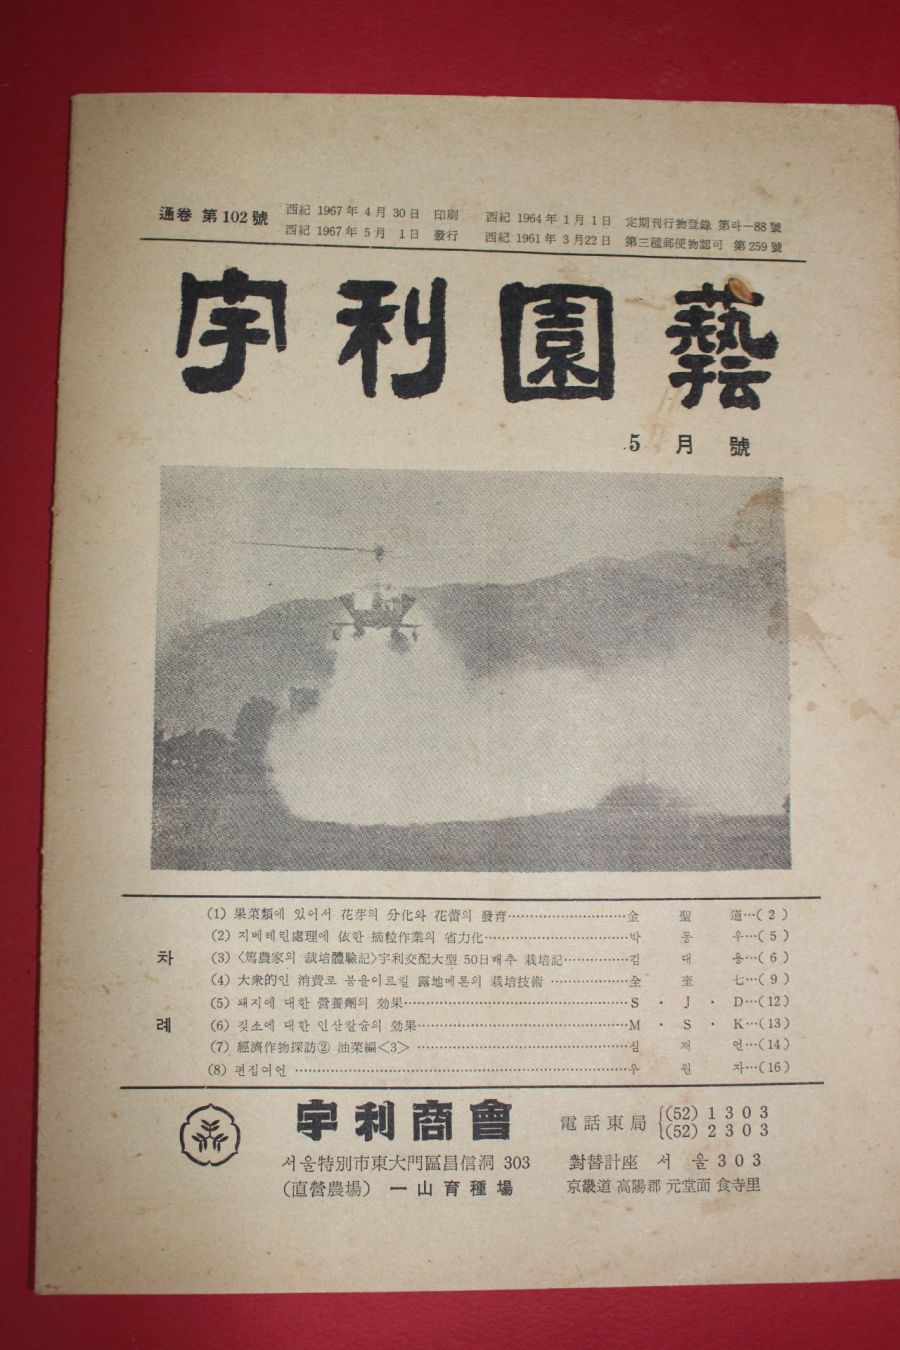 通卷 第102號
西紀 1967年 4月 30日 印刷
西紀 1967年 5月 1日 發行
西紀 1964年 1月 1日 定期刊行物登錄 第라—88號
西紀 1961年 3月22日 第三種郵便物認可 第259號
宇利園藝
5月號
차례
(1) 果菜類에 있어서 花芽의 分化와 花蕾의 發育…金聖道…( 2 )
(2) 지베레린處理에 依한 摘粒作業의 省力化…박동우…( 5 )
(3) 〈篤農家의 栽培體驗記〉宇利交配大型 50日배추 栽培記…김대용…( 6 )
(4) 大衆的인 消費로 붐을이르킬 露地메론의 栽培技術…全奎七…( 9 )
(5) 돼지에 대한 營養劑의 効果…S・J・D…(12)
(6) 젖소에 대한 인산칼슘의 効果…M・S・K…(13)
(7) 經濟作物探訪② 油菜編<3>…심재언…(14)
(8) 편집여언…우원자…(16)
宇利商會
電話東局 (52) 1303
(52) 2303
서울特別市東大門區昌信洞 303
對替計座 서울303
(直營農場) 一山育種場
京畿道 高陽郡 元堂面 食寺里